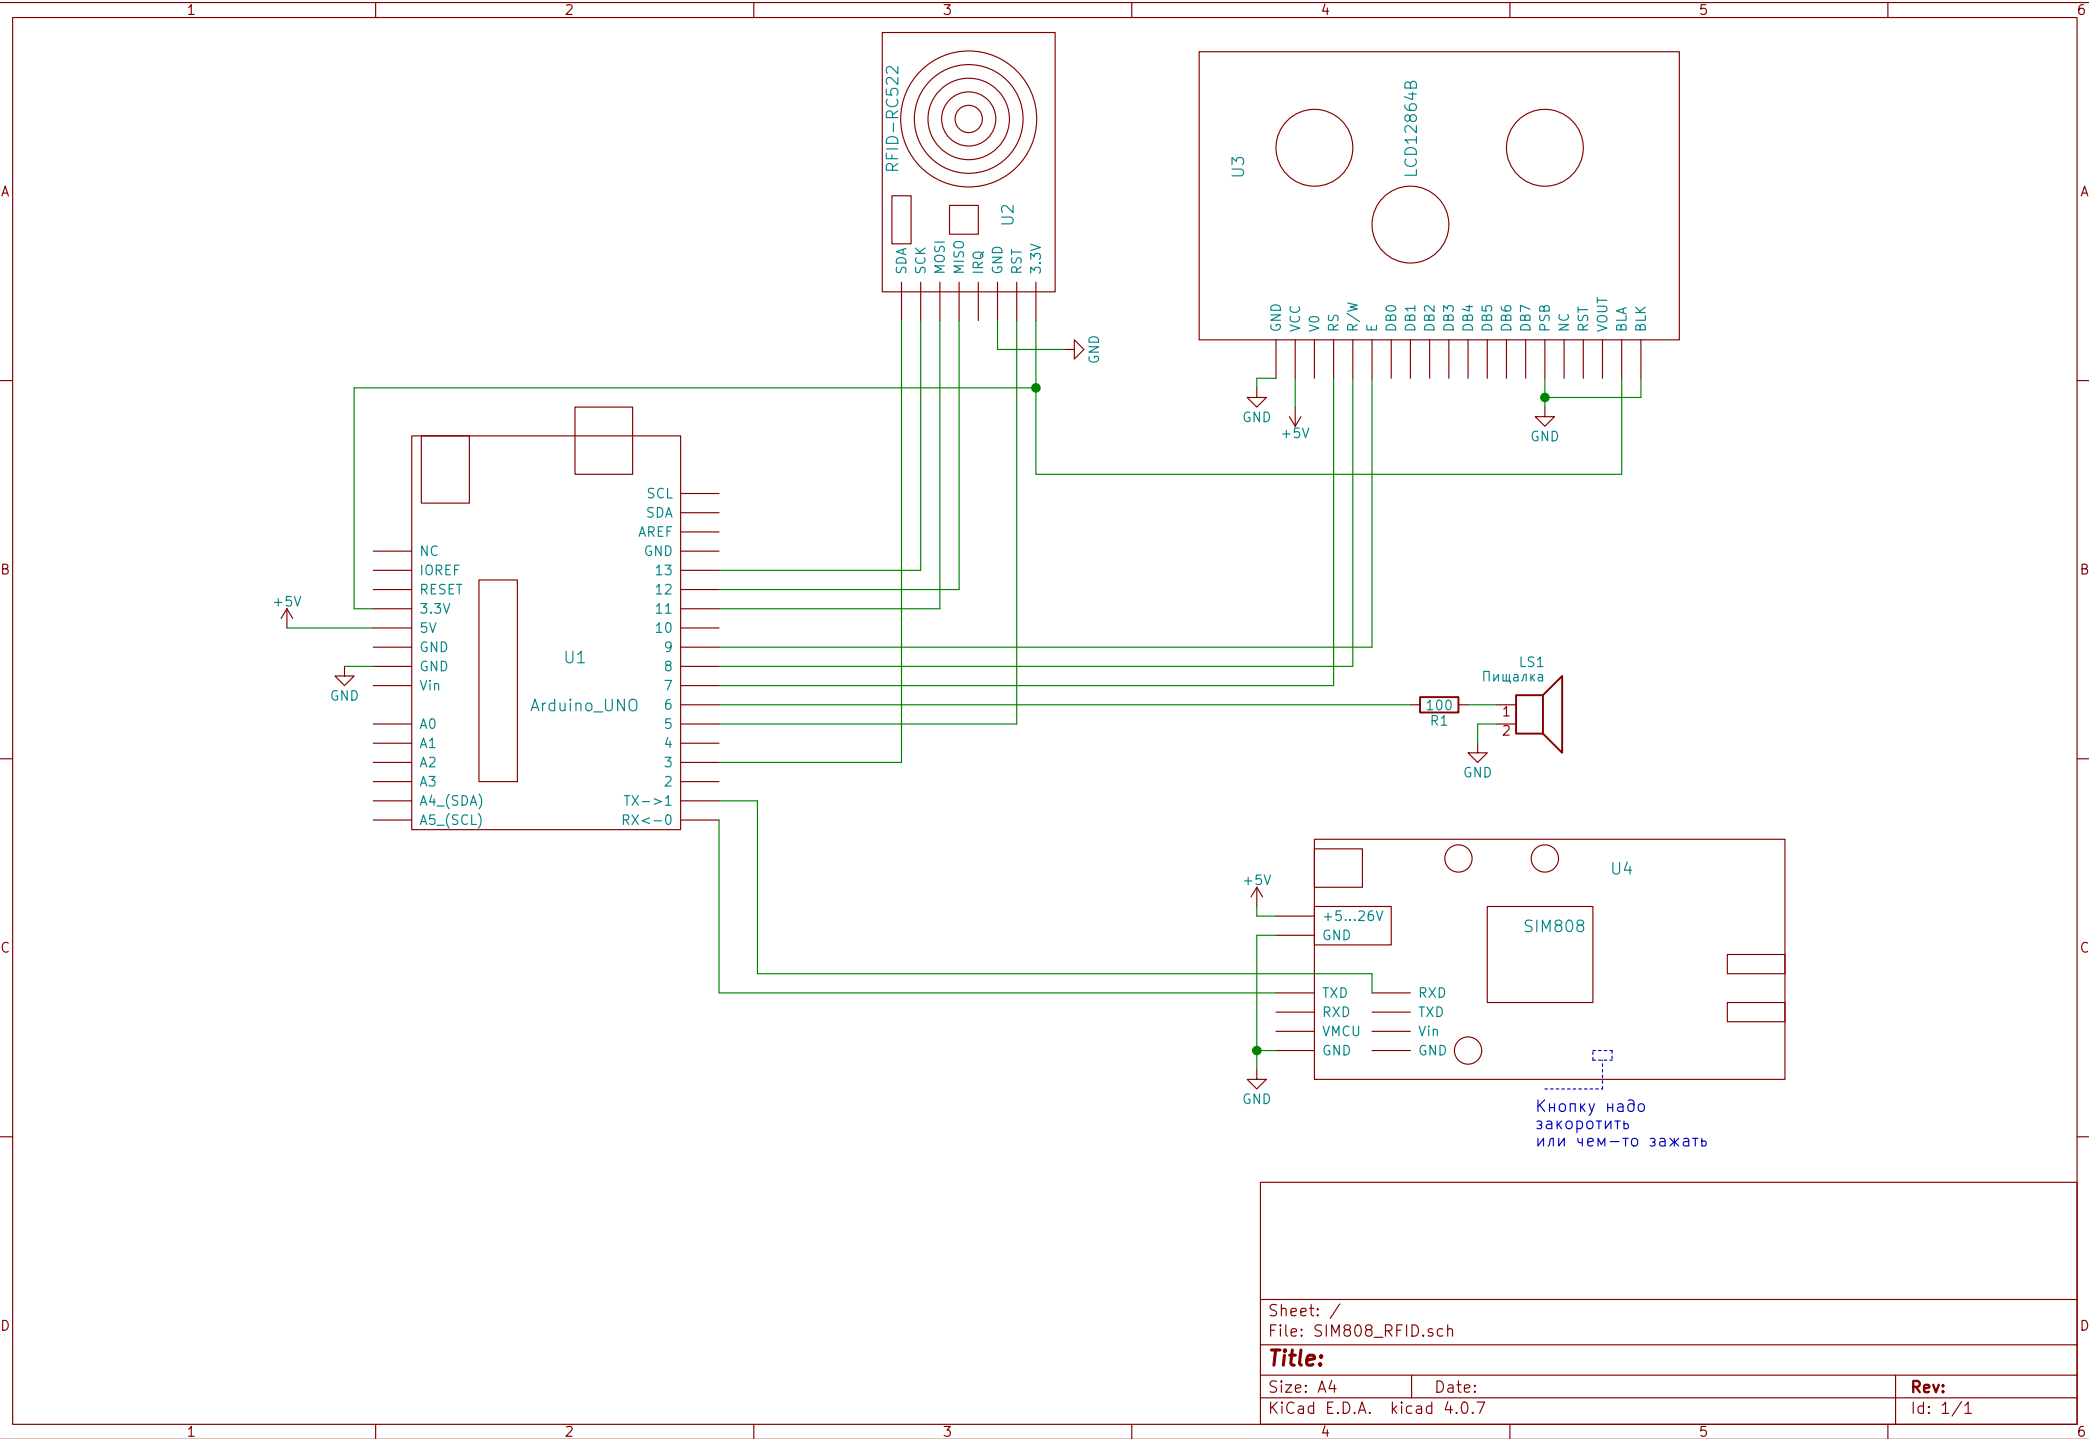 1 2 3 4 5 6
A
B
C
D
A
B
C
D
RFID-RC522
U2
SDA
SCK
MOSI
MISO
IRQ
GND
RST
3.3V
GND
U3
LCD12864B
GND
VCC
V0
RS
R/W
E
DB0
DB1
DB2
DB3
DB4
DB5
DB6
DB7
PSB
NC
RST
VOUT
BLA
BLK
GND
+5V
GND
+5V
GND
NC
IOREF
RESET
3.3V
5V
GND
GND
Vin
A0
A1
A2
A3
A4_(SDA)
A5_(SCL)
U1
Arduino_UNO
SCL
SDA
AREF
GND
13
12
11
10
9
8
7
6
5
4
3
2
TX->1
RX<-0
LS1
Пищалка
100
R1
1
2
GND
+5V
U4
SIM808
+5...26V
GND
TXD
RXD
VMCU
GND
RXD
TXD
Vin
GND
GND
Кнопку надо
закоротить
или чем-то зажать
Sheet: /
File: SIM808_RFID.sch
Title:
Size: A4 Date: Rev:
KiCad E.D.A. kicad 4.0.7 Id: 1/1
1 2 3 4 5 6